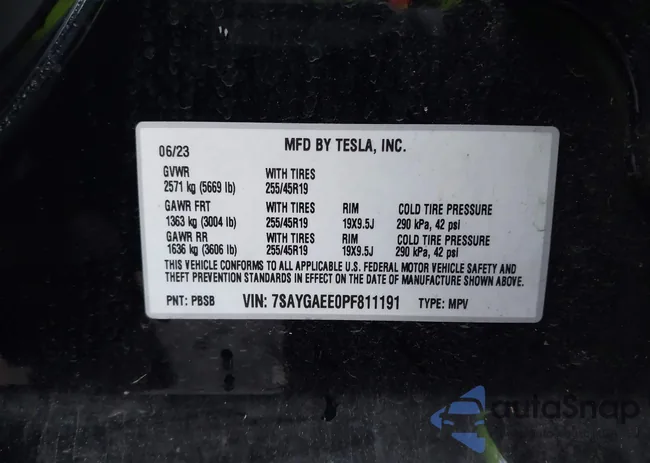 MFD BY TESLA, INC.
06/23
GVWR WITH TIRES
2571 kg (5669 lb) 255/45R19
GAWR FRT WITH TIRES RIM COLD TIRE PRESSURE
1363 kg (3004 lb) 255/45R19 19X9.5J 290 kPa, 42 psi
GAWR RR WITH TIRES RIM COLD TIRE PRESSURE
1636 kg (3606 lb) 255/45R19 19X9.5J 290 kPa, 42 psi
THIS VEHICLE CONFORMS TO ALL APPLICABLE U.S. FEDERAL MOTOR VEHICLE SAFETY AND
THEFT PREVENTION STANDARDS IN EFFECT ON THE DATE OF MANUFACTURE SHOWN ABOVE.
PNT: PBSB VIN: 7SAYGAEE0PF811191 TYPE: MPV
autoSnap